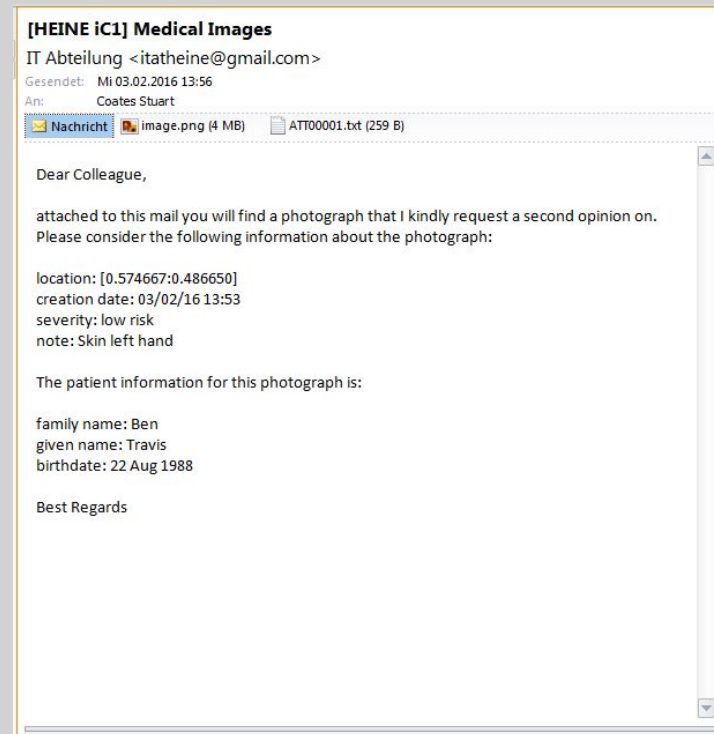 [HEINE iC1] Medical Images
IT Abteilung <itatheine@gmail.com>
Gesendet: Mi 03.02.2016 13:56
An: Coates Stuart
Nachricht image.png (4 MB) ATT00001.txt (259 B)
Dear Colleague,
attached to this mail you will find a photograph that I kindly request a second opinion on.
Please consider the following information about the photograph:
location: [0.574667:0.486650]
creation date: 03/02/16 13:53
severity: low risk
note: Skin left hand
The patient information for this photograph is:
family name: Ben
given name: Travis
birthdate: 22 Aug 1988
Best Regards